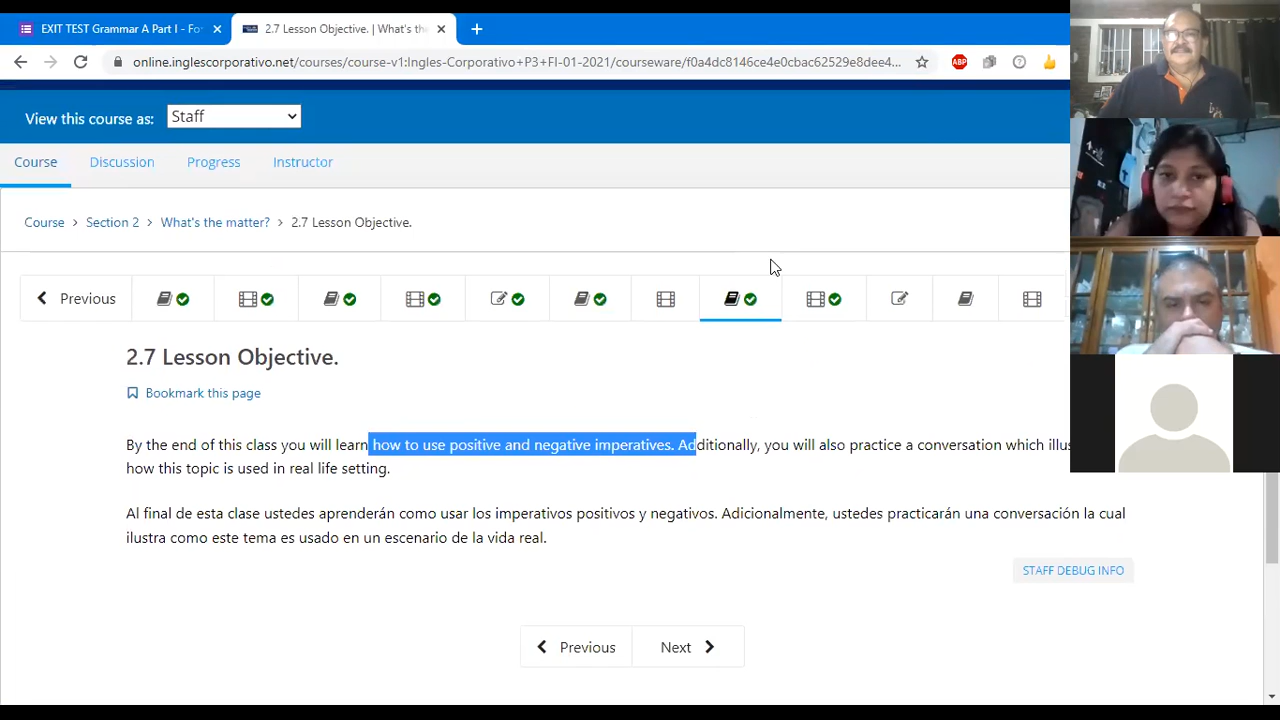 EXIT TEST Grammar A Part I - Fo
2.7 Lesson Objective. | What's the
online.inglescorporativo.net/courses/course-v1:Ingles-Corporativo+P3+FI-01-2021/courseware/f0a4dc8146ce4e0cbac62529e8dee4...
ABP
View this course as: Staff
Course Discussion Progress Instructor
Course > Section 2 > What's the matter? > 2.7 Lesson Objective.
Previous
2.7 Lesson Objective.
Bookmark this page
By the end of this class you will learn how to use positive and negative imperatives. Additionally, you will also practice a conversation which illus
how this topic is used in real life setting.
Al final de esta clase ustedes aprenderán como usar los imperativos positivos y negativos. Adicionalmente, ustedes practicarán una conversación la cual
ilustra como este tema es usado en un escenario de la vida real.
STAFF DEBUG INFO
Previous Next